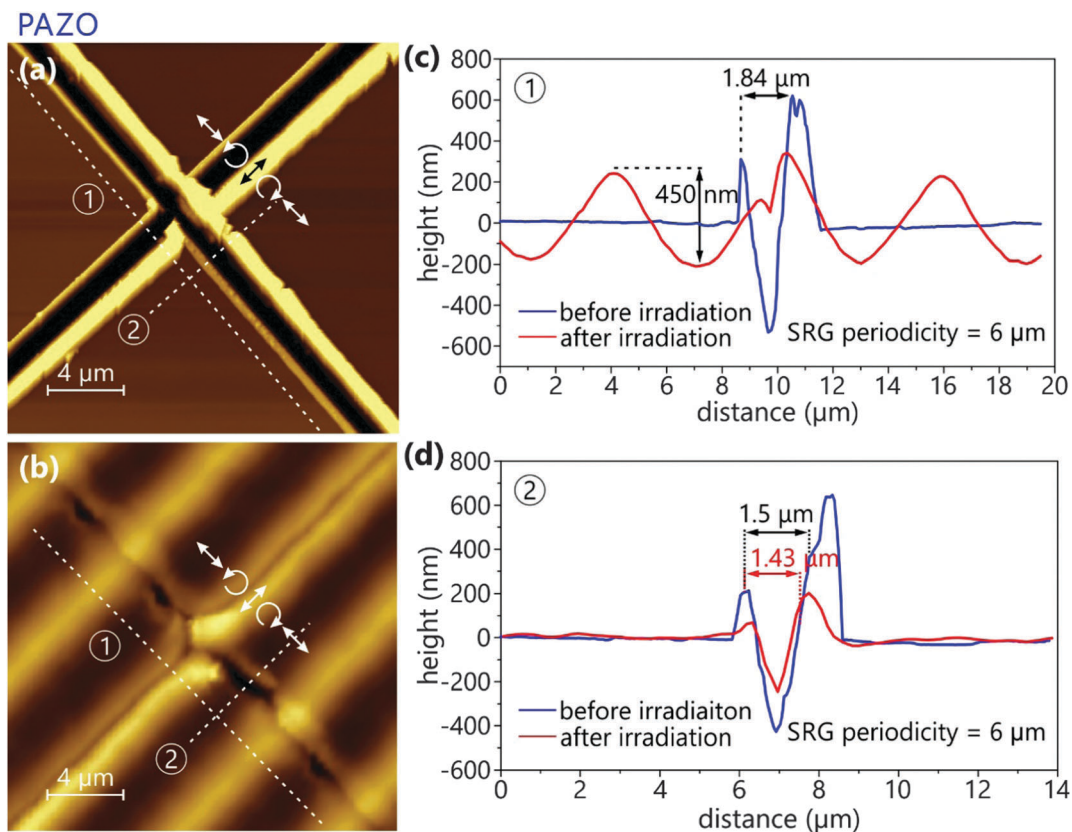 PAZO
(a)
①
②
4 µm
(b)
①
②
4 µm
(c)
①
1.84 µm
450 nm
before irradiation
after irradiation
SRG periodicity = 6 µm
height (nm)
800
600
400
200
0
-200
-400
-600
0 2 4 6 8 10 12 14 16 18 20
distance (µm)
(d)
②
1.5 µm
1.43 µm
before irradiaiton
after irradiation
SRG periodicity = 6 µm
height (nm)
800
600
400
200
0
-200
-400
-600
0 2 4 6 8 10 12 14
distance (µm)